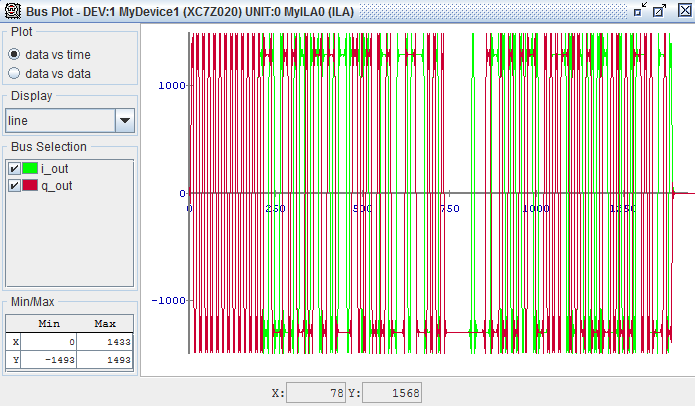 Bus Plot - DEV:1 MyDevice1 (XC7Z020) UNIT:0 MyILA0 (ILA)
Plot
data vs time
data vs data
Display
line
Bus Selection
i_out
q_out
Min/Max
Min Max
X 0 1433
Y -1493 1493
1000
0
-1000
0 250 500 750 1000 1250
X: 78 Y: 1568